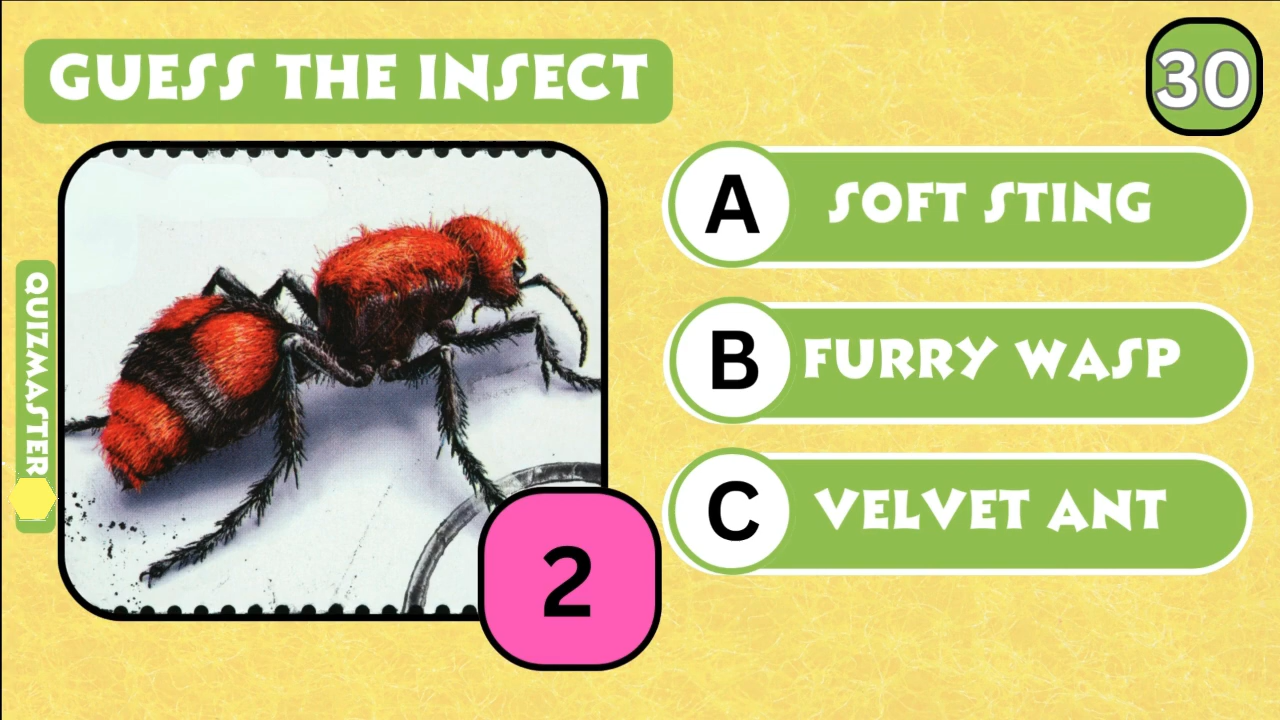 GUESS THE INSECT
30
A SOFT STING
B FURRY WASP
C VELVET ANT
2
QUIZMASTER